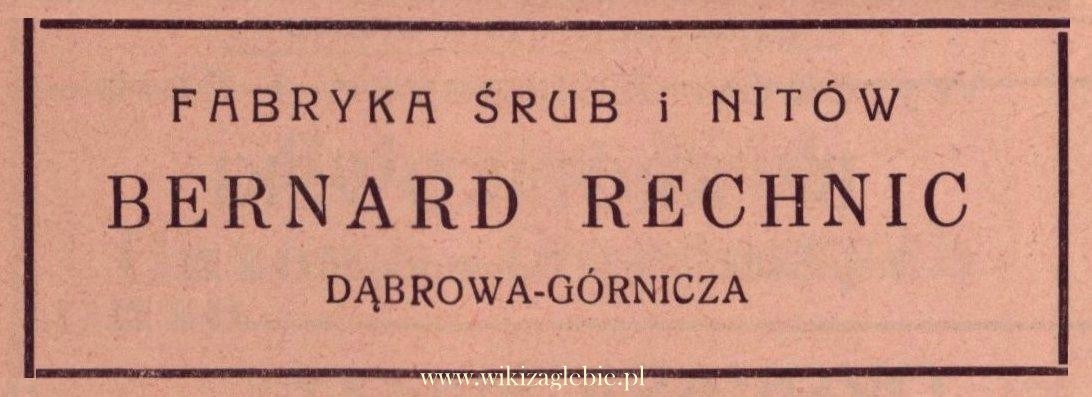 FABRYKA ŚRUB i NITÓW
BERNARD RECHNIC
DĄBROWA-GÓRNICZA
www.wikizaglebie.pl